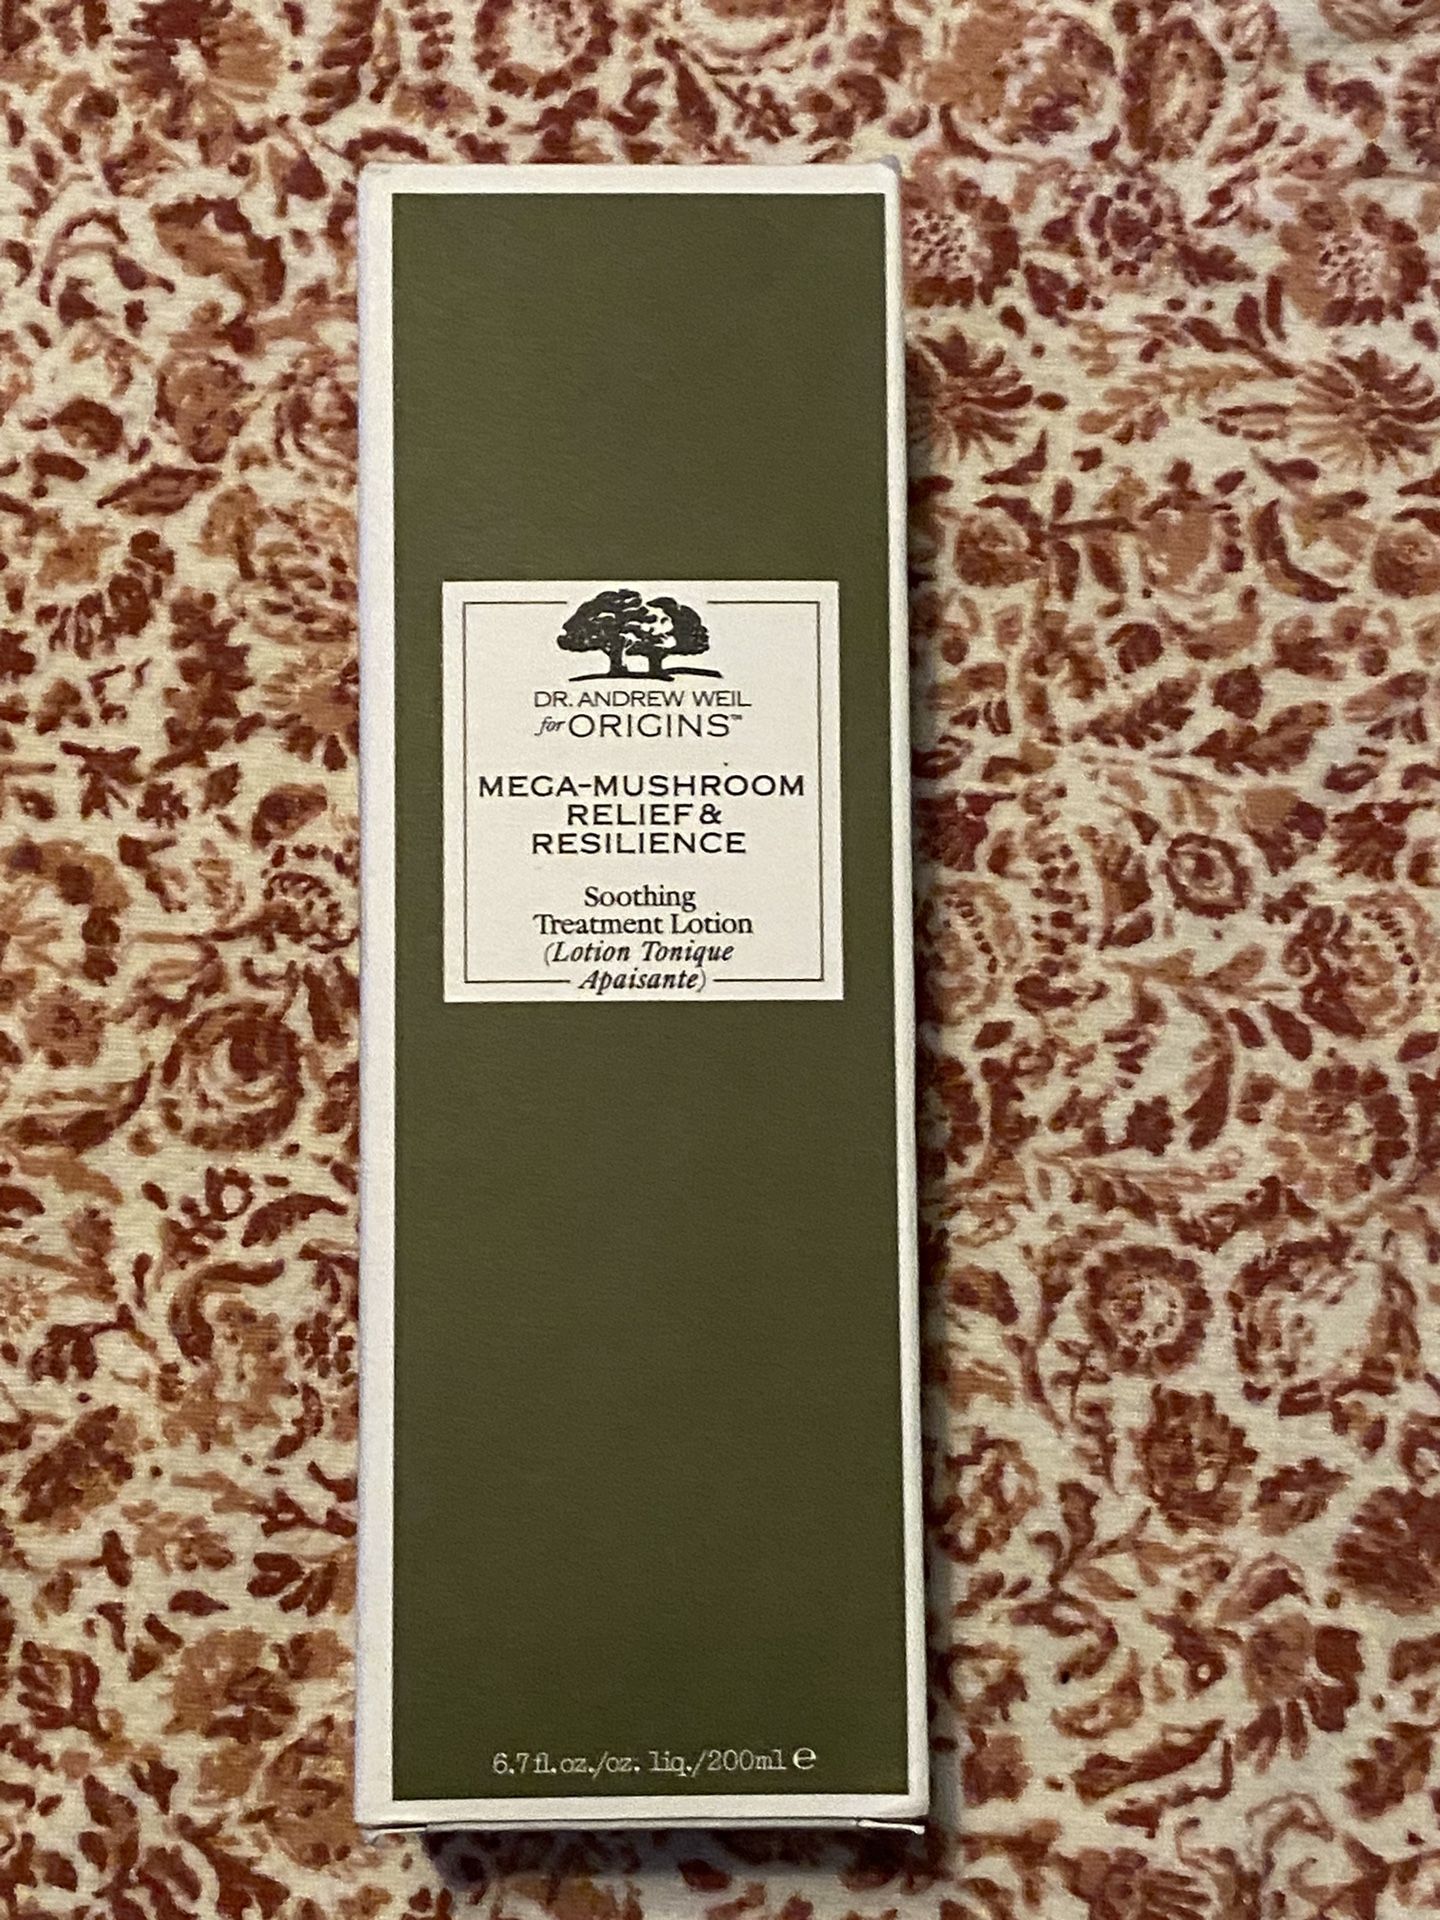 DR. ANDREW WEIL
for ORIGINS™
MEGA-MUSHROOM
RELIEF &
RESILIENCE
Soothing
Treatment Lotion
(Lotion Tonique
Apaisante)
6.7 fl. oz./oz. liq./200ml ℮